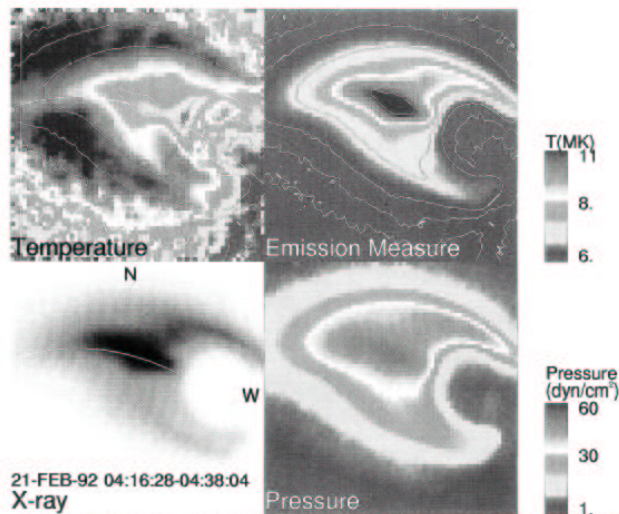 Temperature
Emission Measure
T(MK)
11
8.
6.
N
W
21-FEB-92 04:16:28-04:38:04
X-ray
Pressure
Pressure
(dyn/cm²)
60
30
1.